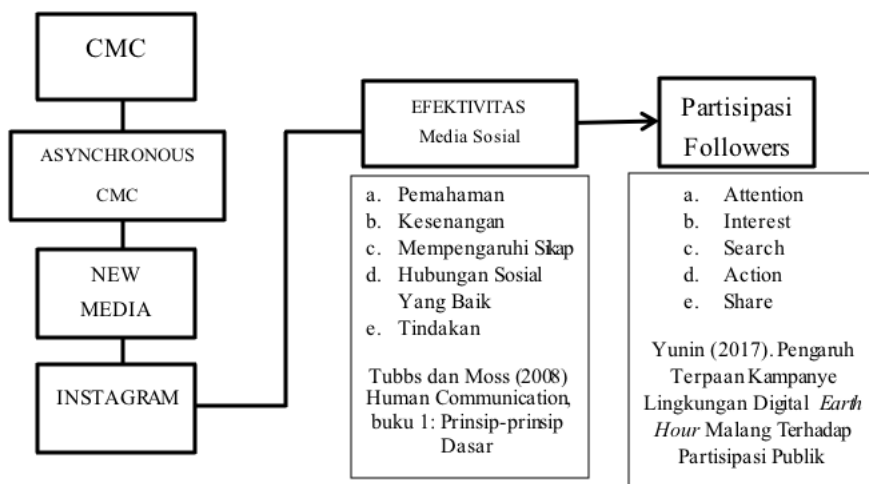 CMC
ASYNCHRONOUS
CMC
NEW
MEDIA
INSTAGRAM
EFEKTIVITAS
Media Sosial
a. Pemahaman
b. Kesenangan
c. Mempengaruhi Sikap
d. Hubungan Sosial
Yang Baik
e. Tindakan
Tubbs dan Moss (2008)
Human Communication,
buku 1: Prinsip-prinsip
Dasar
Partisipasi
Followers
a. Attention
b. Interest
c. Search
d. Action
e. Share
Yunin (2017). Pengaruh
Terpaan Kampanye
Lingkungan Digital Earth
Hour Malang Terhadap
Partisipasi Publik